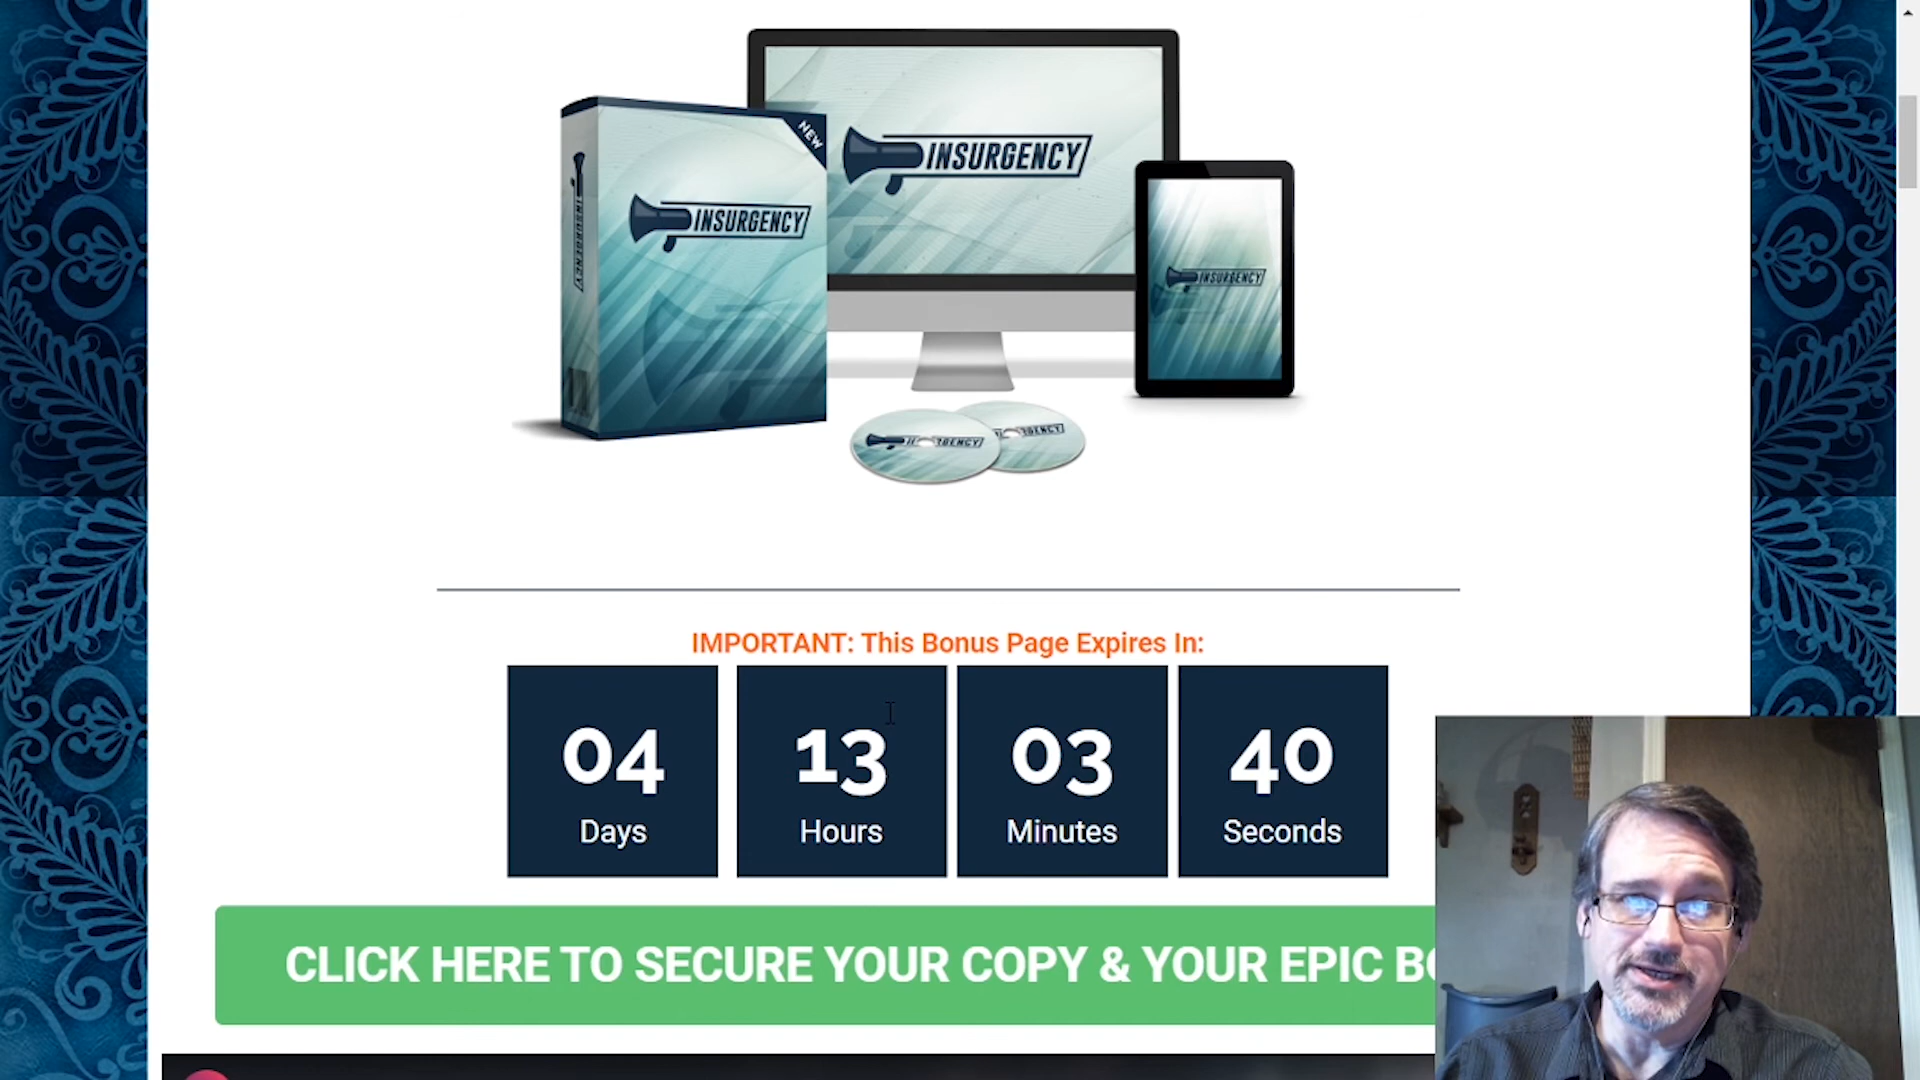 NEW
INSURGENCY
INSURGENCY
INSURGENCY
INSURGENCY
IMPORTANT: This Bonus Page Expires In:
04 13 03 40
Days Hours Minutes Seconds
CLICK HERE TO SECURE YOUR COPY & YOUR EPIC